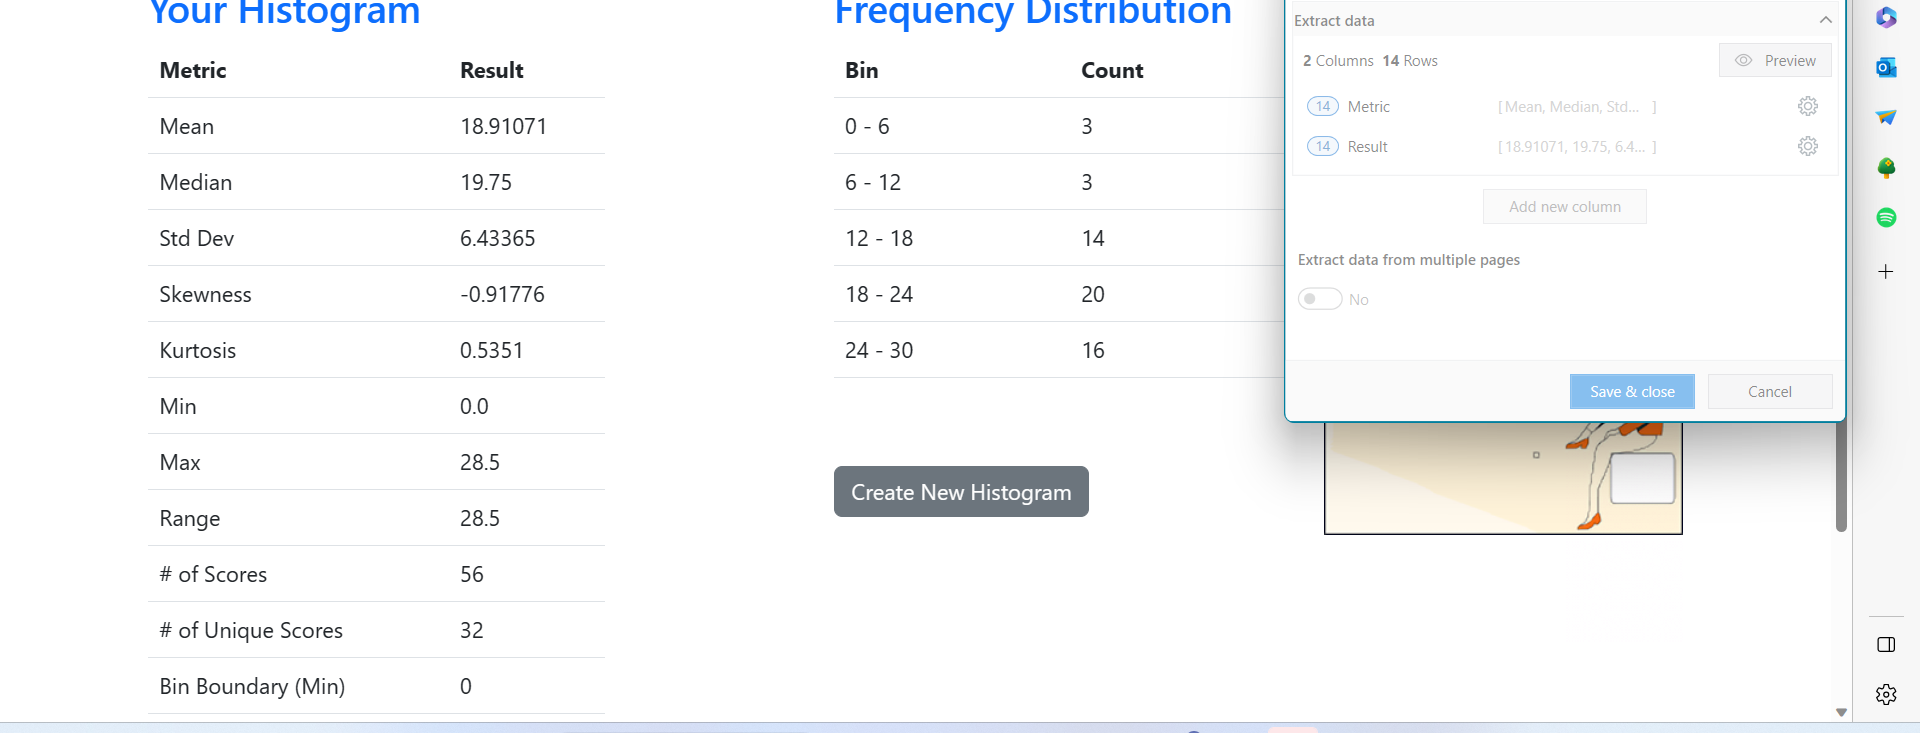 Your Histogram
Metric Result
Mean 18.91071
Median 19.75
Std Dev 6.43365
Skewness -0.91776
Kurtosis 0.5351
Min 0.0
Max 28.5
Range 28.5
# of Scores 56
# of Unique Scores 32
Bin Boundary (Min) 0
Frequency Distribution
Bin Count
0 - 6 3
6 - 12 3
12 - 18 14
18 - 24 20
24 - 30 16
Create New Histogram
Extract data
2 Columns 14 Rows Preview
14 Metric [ Mean, Median, Std... ]
14 Result [ 18.91071, 19.75, 6.4... ]
Add new column
Extract data from multiple pages
No
Save & close Cancel